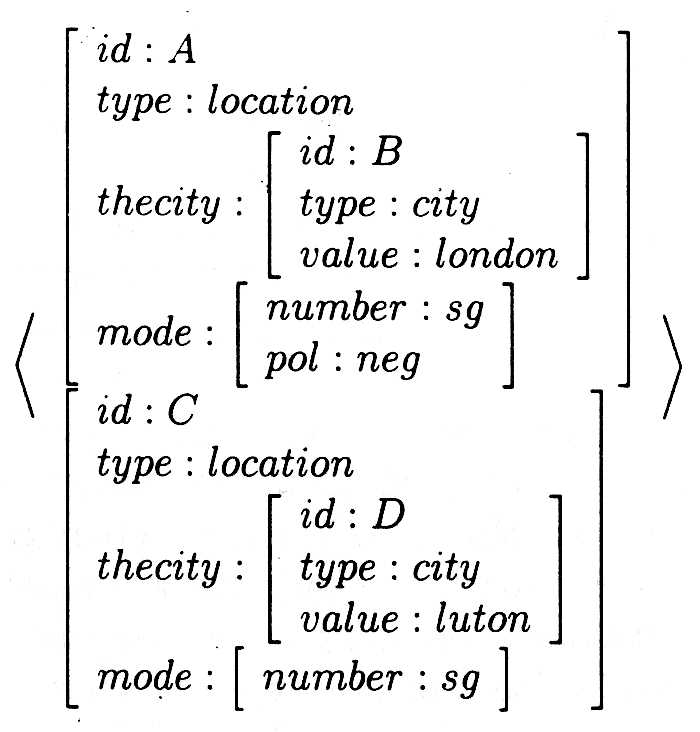 id : A
type : location
thecity : [ id : B
type : city
value : london ]
mode : [ number : sg
pol : neg ]
id : C
type : location
thecity : [ id : D
type : city
value : luton ]
mode : [ number : sg ]